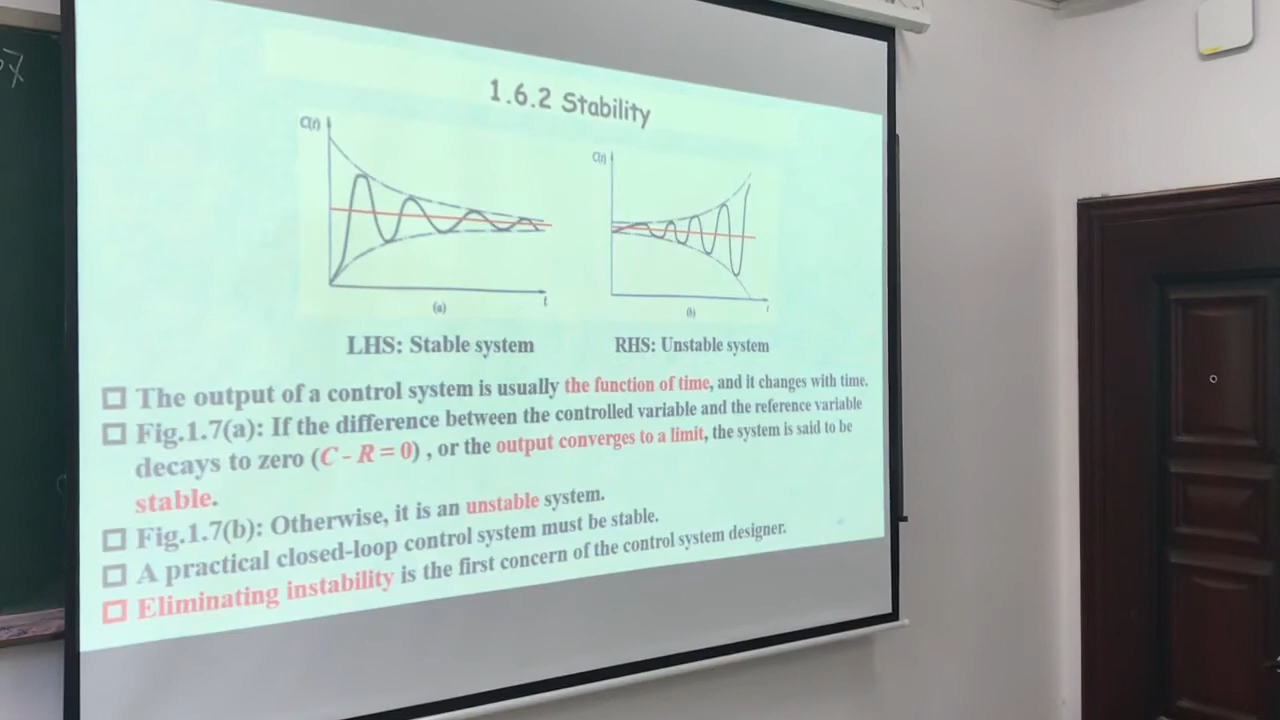 57
1.6.2 Stability
C(t)
C(t)
t
t
(a)
(b)
LHS: Stable system
RHS: Unstable system
The output of a control system is usually the function of time, and it changes with time.
Fig.1.7(a): If the difference between the controlled variable and the reference variable
decays to zero (C - R = 0) , or the output converges to a limit, the system is said to be
stable.
Fig.1.7(b): Otherwise, it is an unstable system.
A practical closed-loop control system must be stable.
Eliminating instability is the first concern of the control system designer.